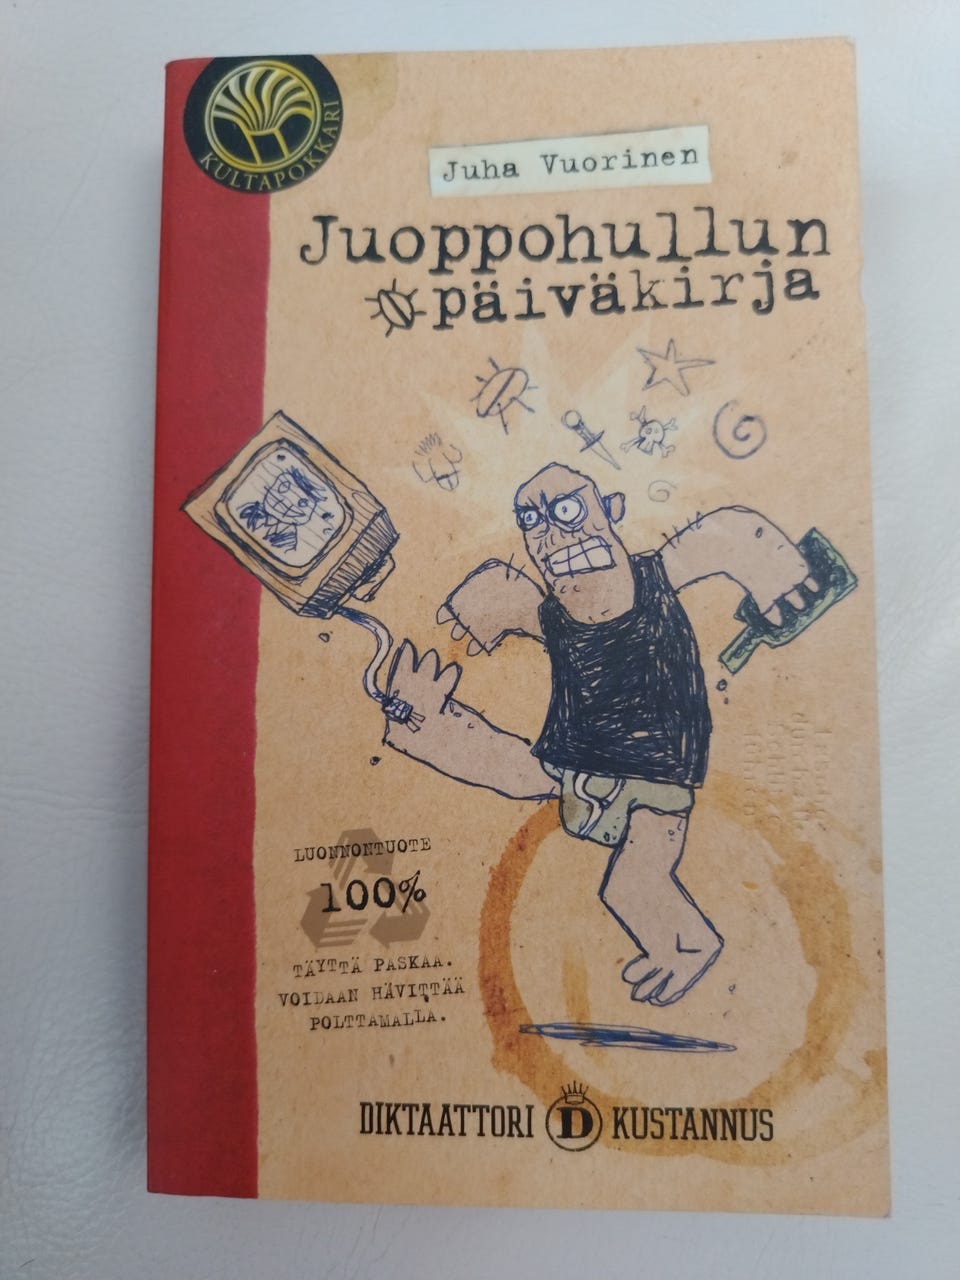 KULTAPOKKARI
Juha Vuorinen
Juoppohullun
päiväkirja
LUONNONTUOTE
100%
TÄYTTÄ PASKAA.
VOIDAAN HÄVITTÄÄ
POLTTAMALLA.
DIKTAATTORI D KUSTANNUS